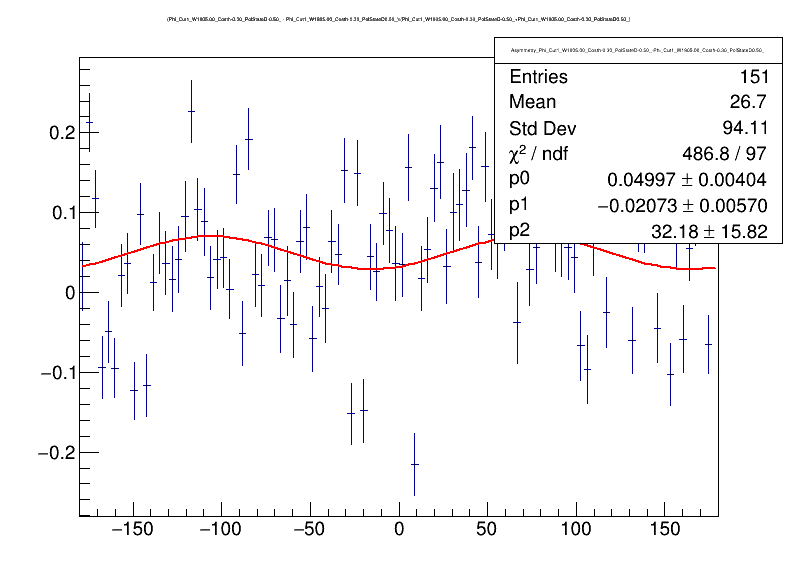 Entries 151
Mean 26.7
Std Dev 94.11
χ² / ndf 486.8 / 97
p0 0.04997 ± 0.00404
p1 −0.02073 ± 0.00570
p2 32.18 ± 15.82
0.2
0.1
0
−0.1
−0.2
−150 −100 −50 0 50 100 150